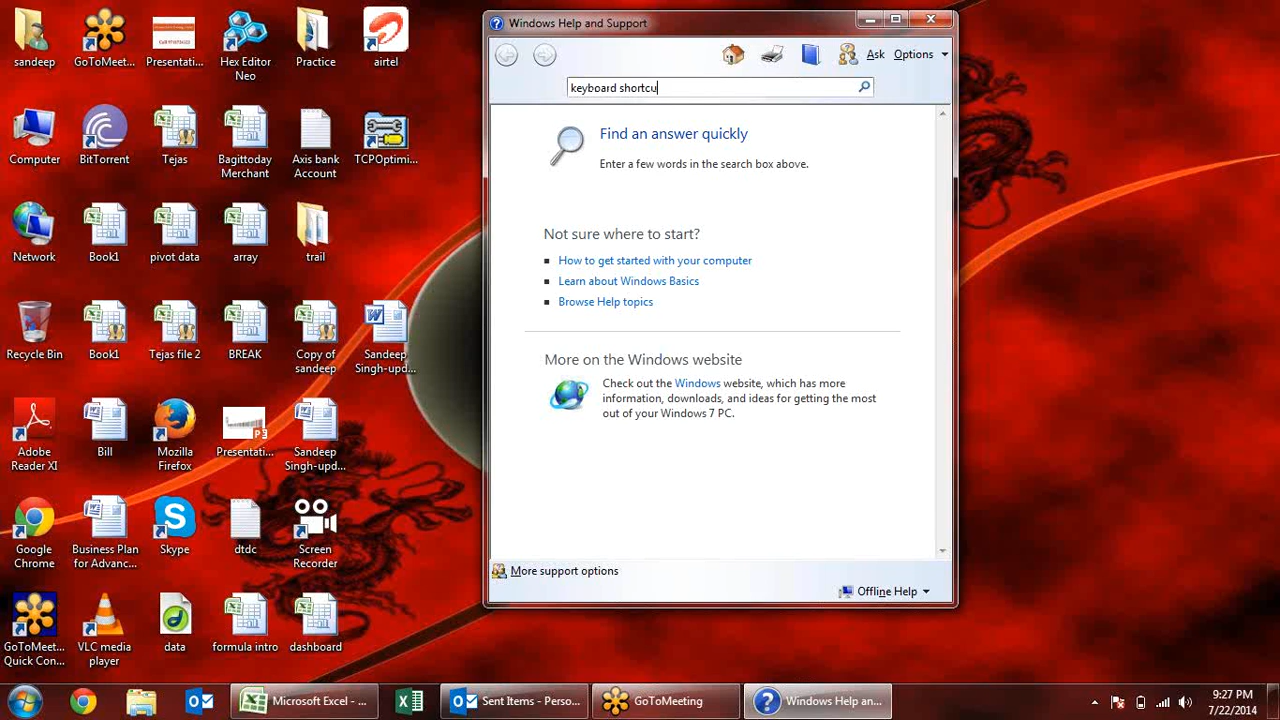 sandeep
GoToMeet...
Presentati...
Hex Editor
Neo
Practice
airtel
Computer
BitTorrent
Tejas
Bagittoday
Merchant
Axis bank
Account
TCPOptimi...
Network
Book1
pivot data
array
trail
Recycle Bin
Book1
Tejas file 2
BREAK
Copy of
sandeep
Sandeep
Singh-upd...
Adobe
Reader XI
Bill
Mozilla
Firefox
Presentati...
Sandeep
Singh-upd...
Google
Chrome
Business Plan
for Advanc...
Skype
dtdc
Screen
Recorder
GoToMeet...
Quick Con...
VLC media
player
data
formula intro
dashboard
Windows Help and Support
Ask Options
keyboard shortcu
Find an answer quickly
Enter a few words in the search box above.
Not sure where to start?
How to get started with your computer
Learn about Windows Basics
Browse Help topics
More on the Windows website
Check out the Windows website, which has more
information, downloads, and ideas for getting the most
out of your Windows 7 PC.
More support options
Offline Help
Microsoft Excel - ...
Sent Items - Perso...
GoToMeeting
Windows Help an...
9:27 PM
7/22/2014